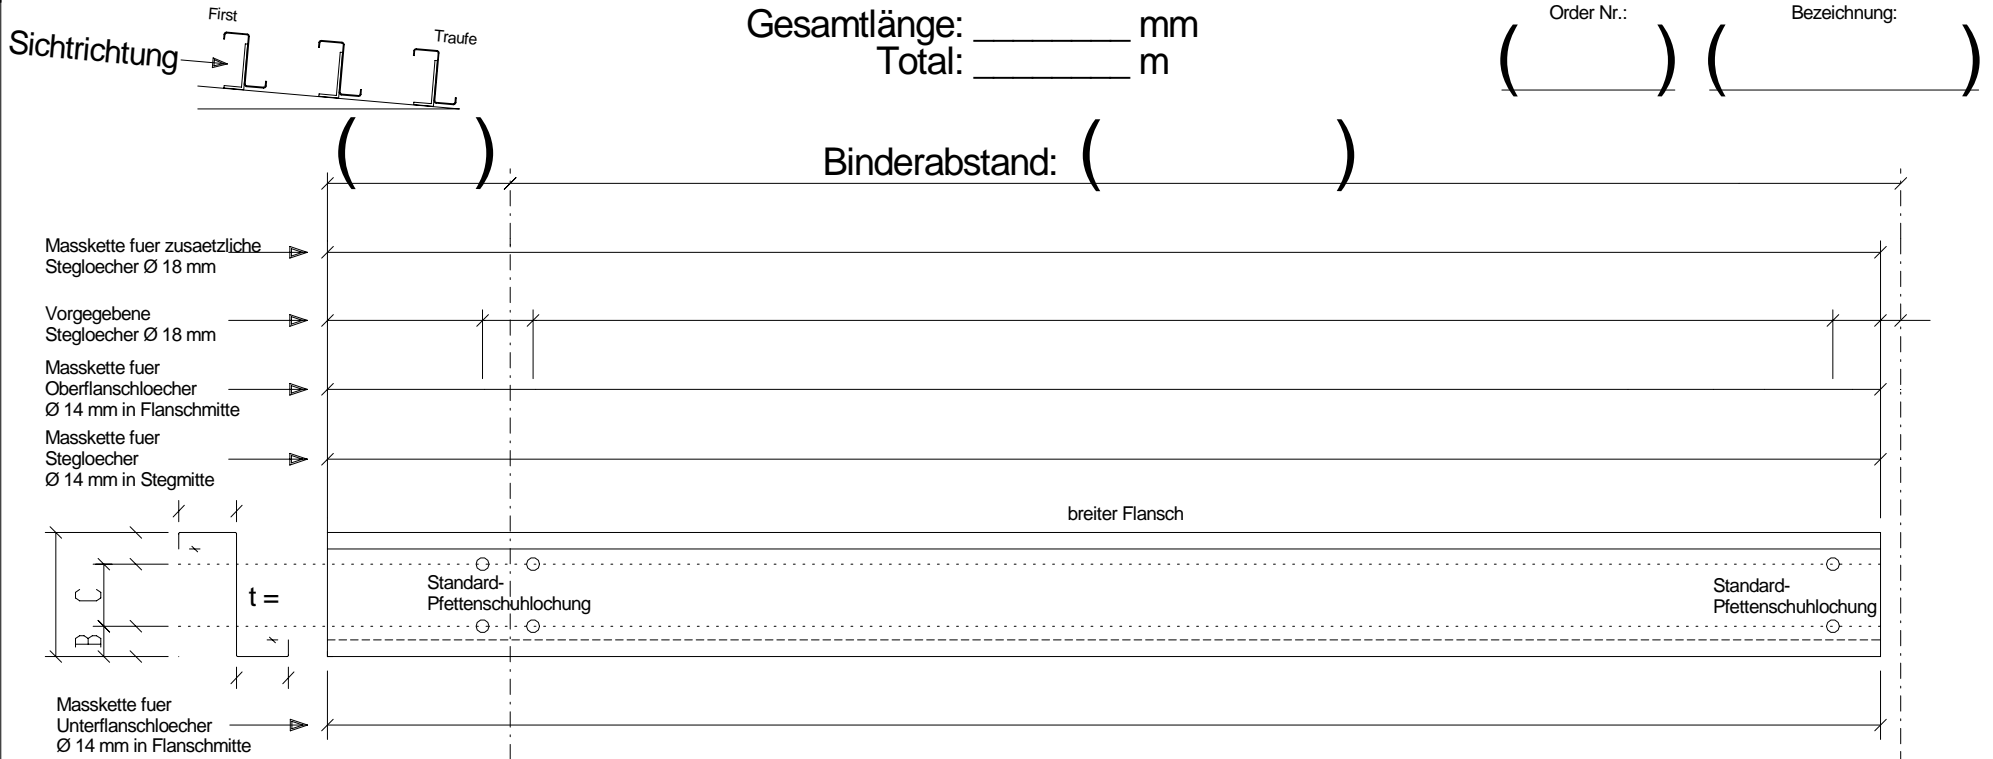 First
Traufe
Sichtrichtung
Gesamtlänge: ________ mm
Total: ________ m
Order Nr.:
Bezeichnung:
( )
( )
( )
Binderabstand: ( )
Masskette fuer zusaetzliche
Stegloecher Ø 18 mm
Vorgegebene
Stegloecher Ø 18 mm
Masskette fuer
Oberflanschloecher
Ø 14 mm in Flanschmitte
Masskette fuer
Stegloecher
Ø 14 mm in Stegmitte
breiter Flansch
C
B
t =
Standard-
Pfettenschuhlochung
Standard-
Pfettenschuhlochung
Masskette fuer
Unterflanschloecher
Ø 14 mm in Flanschmitte